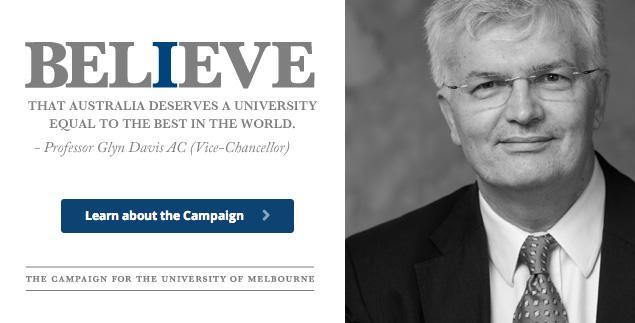 BELIEVE
THAT AUSTRALIA DESERVES A UNIVERSITY
EQUAL TO THE BEST IN THE WORLD.
– Professor Glyn Davis AC (Vice-Chancellor)
Learn about the Campaign
THE CAMPAIGN FOR THE UNIVERSITY OF MELBOURNE